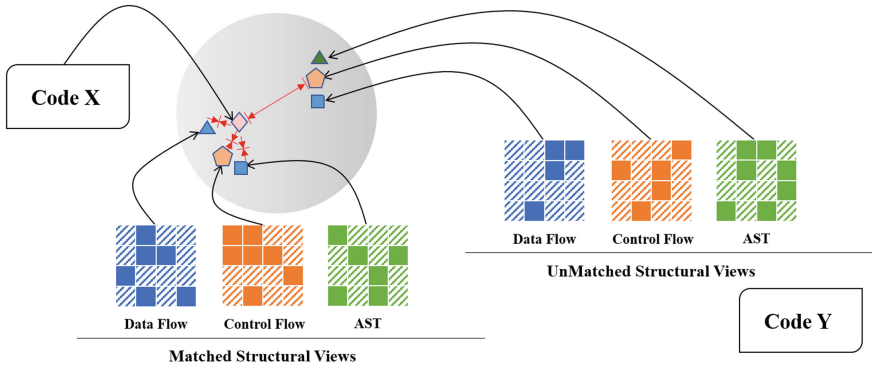 Code X
Data Flow
Control Flow
AST
UnMatched Structural Views
Data Flow
Control Flow
AST
Matched Structural Views
Code Y